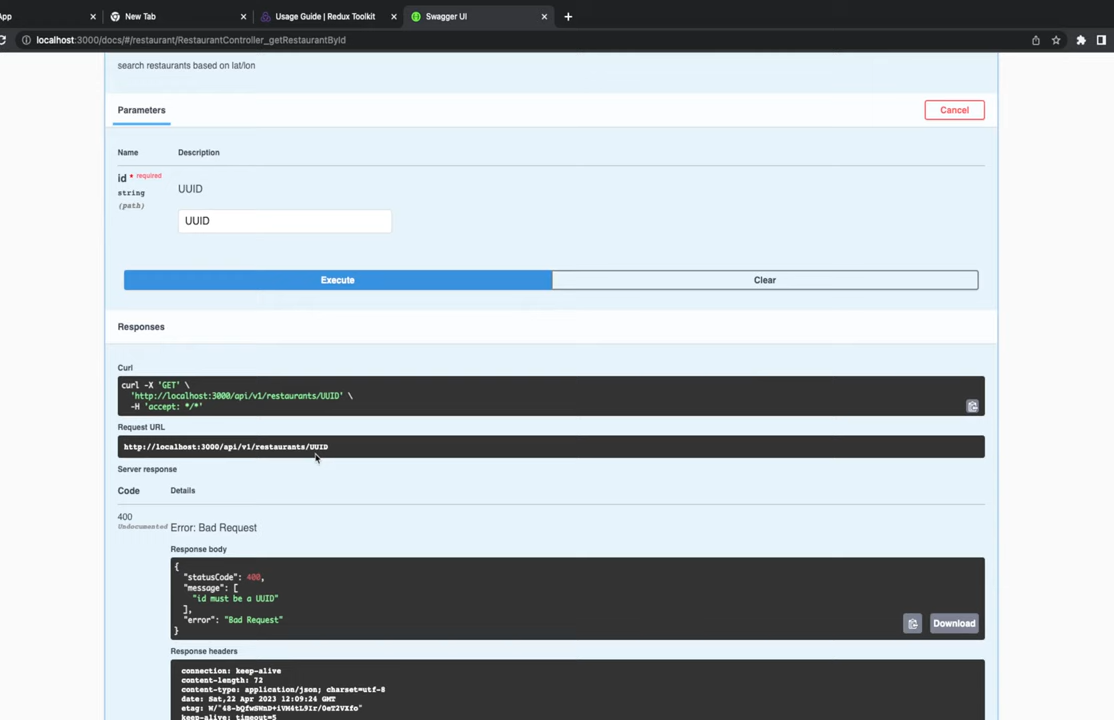 App
New Tab
Usage Guide | Redux Toolkit
Swagger UI
localhost:3000/docs/#/restaurant/RestaurantController_getRestaurantById
search restaurants based on lat/lon
Parameters
Cancel
Name
Description
id * required
string
(path)
UUID
UUID
Execute
Clear
Responses
Curl
curl -X 'GET' \
'http://localhost:3000/api/v1/restaurants/UUID' \
-H 'accept: */*'
Request URL
http://localhost:3000/api/v1/restaurants/UUID
Server response
Code
Details
400
Undocumented
Error: Bad Request
Response body
{
"statusCode": 400,
"message": [
"id must be a UUID"
],
"error": "Bad Request"
}
Download
Response headers
connection: keep-alive
content-length: 72
content-type: application/json; charset=utf-8
date: Sat,22 Apr 2023 12:09:24 GMT
etag:
keep-alive: timeout=5